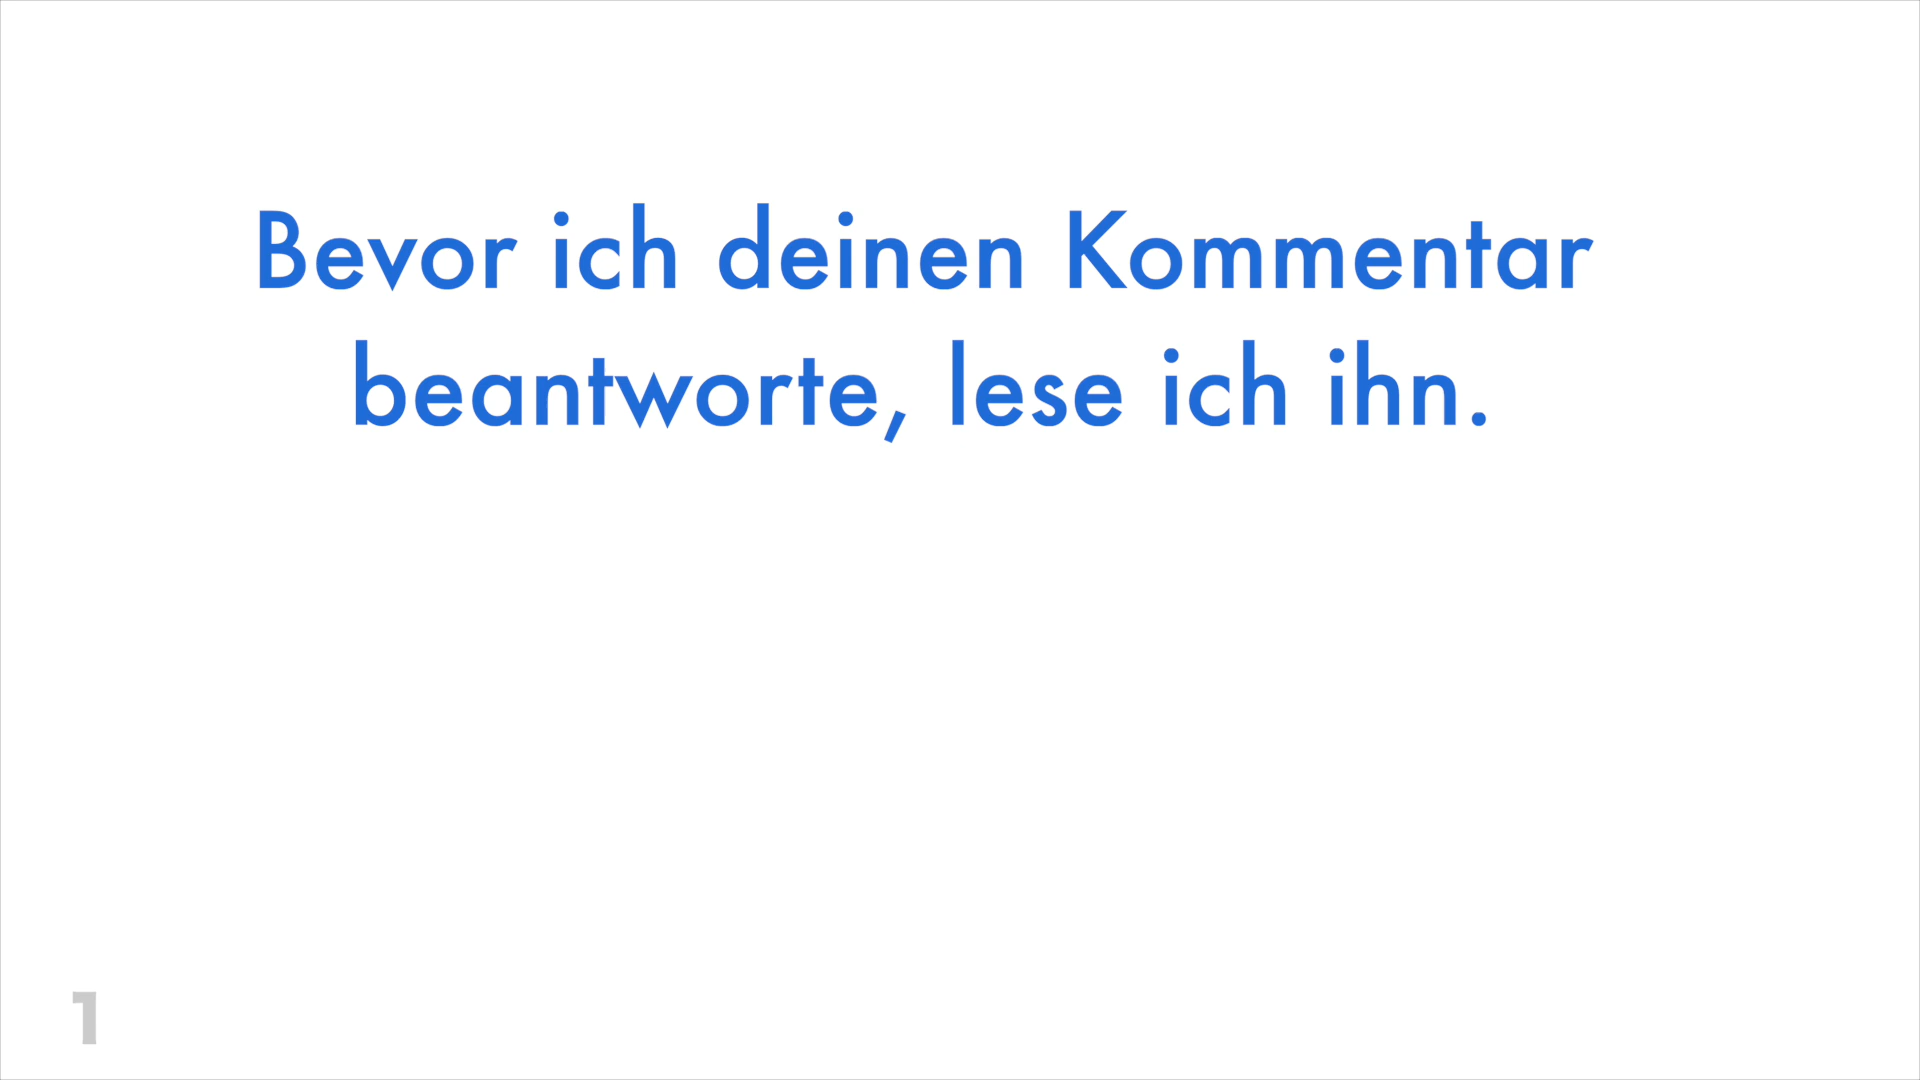 Bevor ich deinen Kommentar
beantworte, lese ich ihn.
1